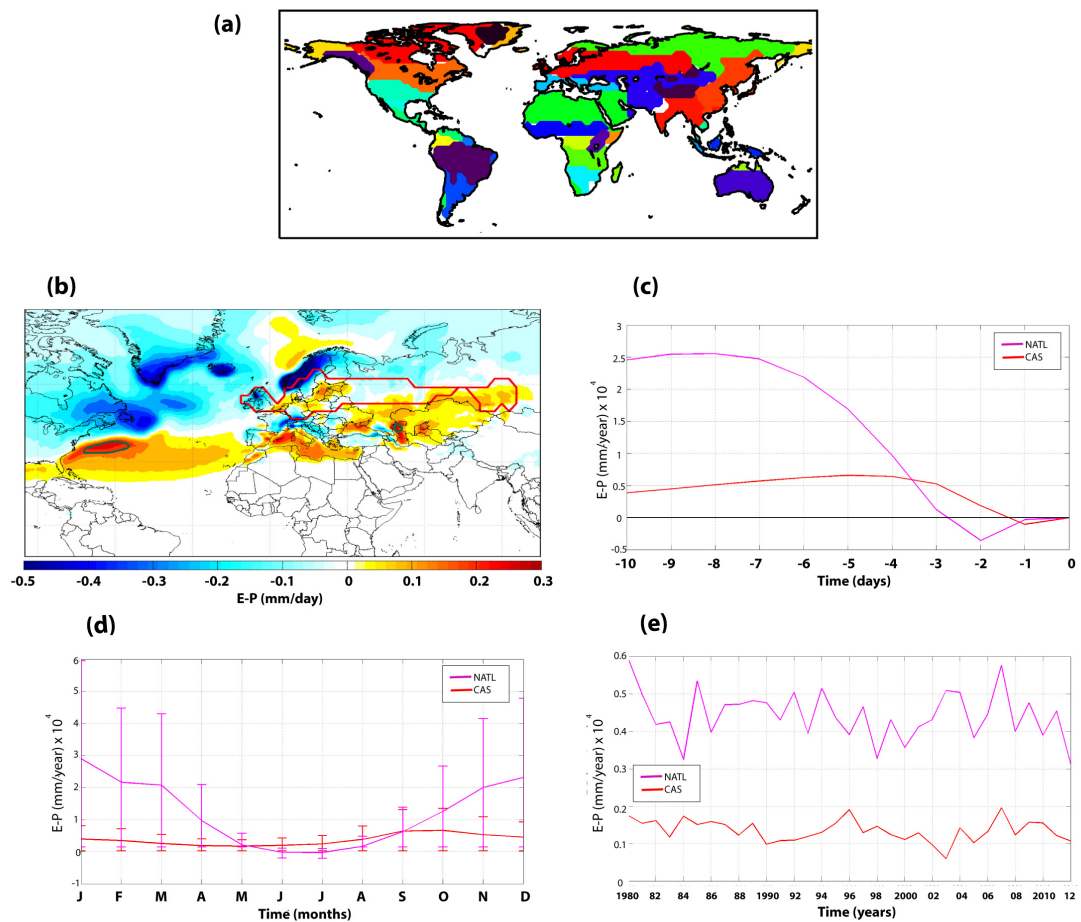 (a)
(b)
-0.5 -0.4 -0.3 -0.2 -0.1 0.1 0.2 0.3
E-P (mm/day)
(c)
E-P (mm/year) x 10⁴
3
2.5
2
1.5
1
0.5
0
-0.5
NATL
CAS
-10 -9 -8 -7 -6 -5 -4 -3 -2 -1 0
Time (days)
(d)
E-P (mm/year) x 10⁴
6
5
4
3
2
1
0
-1
NATL
CAS
J F M A M J J A S O N D
Time (months)
(e)
E-P (mm/year) x 10⁴
0.6
0.5
0.4
0.3
0.2
0.1
0
NATL
CAS
1980 82 84 86 88 1990 92 94 96 98 2000 02 04 06 08 2010 12
Time (years)